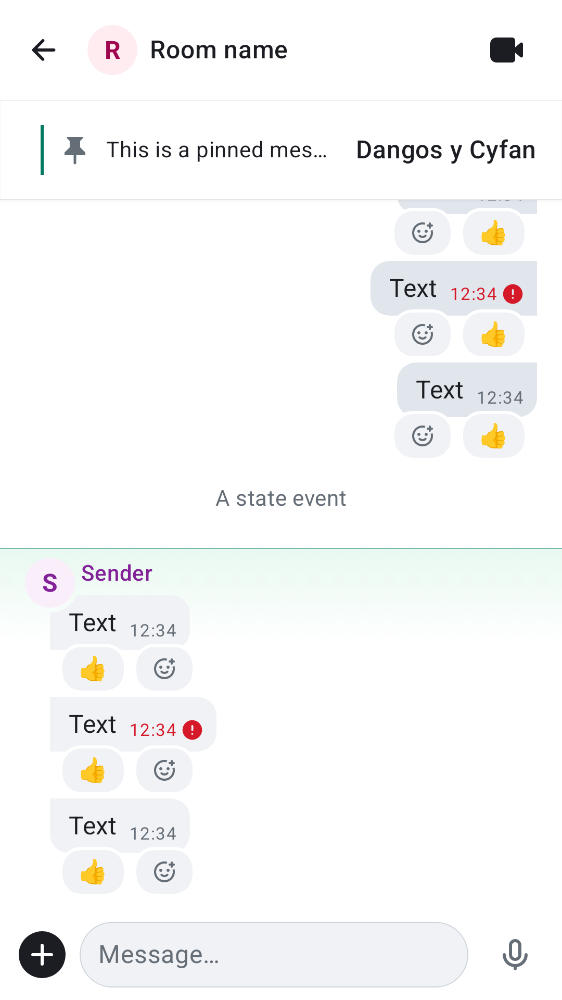 R Room name
This is a pinned mes… Dangos y Cyfan
Text 12:34
Text 12:34
A state event
S Sender
Text 12:34
Text 12:34
Text 12:34
Message…